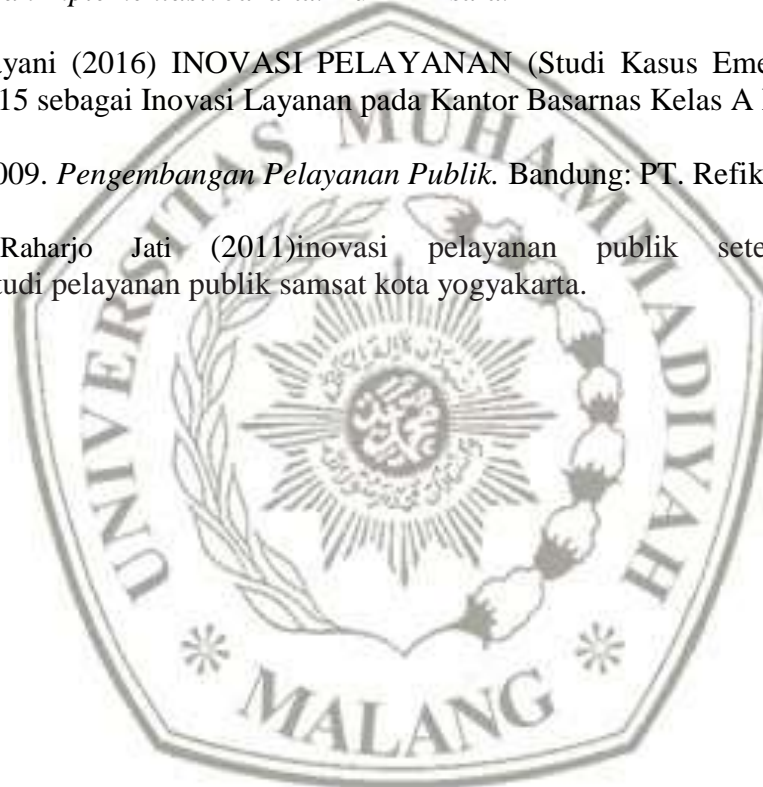 ayani (2016) INOVASI PELAYANAN (Studi Kasus Eme
15 sebagai Inovasi Layanan pada Kantor Basarnas Kelas A
009. Pengembangan Pelayanan Publik. Bandung: PT. Refik
Raharjo Jati (2011)inovasi pelayanan publik sete
tudi pelayanan publik samsat kota yogyakarta.
UNIVERSITAS MUHAMMADIYAH
MALANG